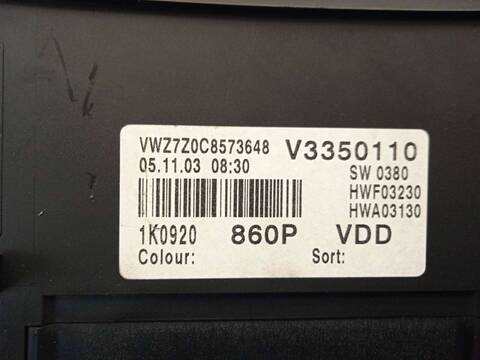 VWZ7Z0C8573648 V3350110
05.11.03 08:30 SW 0380
HWF03230
HWA03130
1K0920 860P VDD
Colour: Sort: